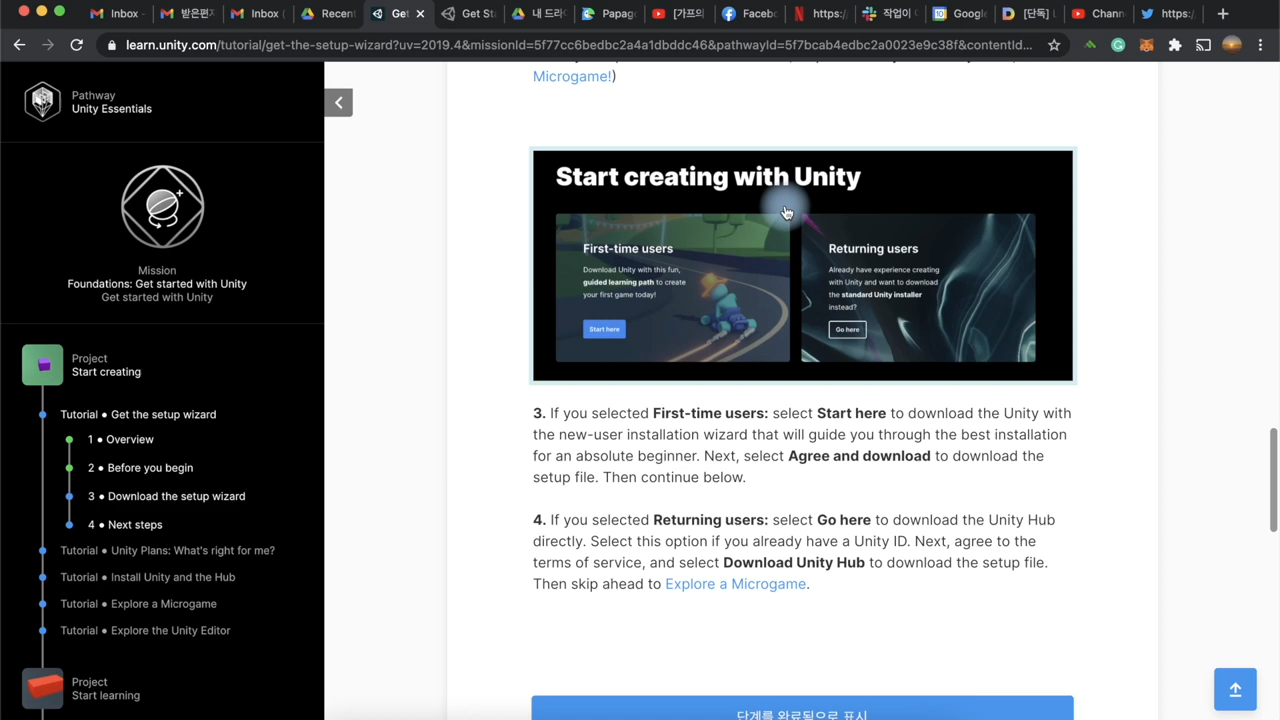 Inbox -
받은편지
Inbox (
Recent
Get
Get St
내 드라
Papag
[가프의
Faceb
https:/
작업이
Google
[단독] L
Chann
https:/
learn.unity.com/tutorial/get-the-setup-wizard?uv=2019.4&missionId=5f77cc6bedbc2a4a1dbddc46&pathwayId=5f7bcab4edbc2a0023e9c38f&contentId...
Pathway
Unity Essentials
Mission
Foundations: Get started with Unity
Get started with Unity
Project
Start creating
Tutorial ● Get the setup wizard
1 ● Overview
2 ● Before you begin
3 ● Download the setup wizard
4 ● Next steps
Tutorial ● Unity Plans: What's right for me?
Tutorial ● Install Unity and the Hub
Tutorial ● Explore a Microgame
Tutorial ● Explore the Unity Editor
Project
Start learning
Microgame!)
Start creating with Unity
First-time users
Download Unity with this fun,
guided learning path to create
your first game today!
Start here
Returning users
Already have experience creating
with Unity and want to download
the standard Unity installer
instead?
Go here
3. If you selected First-time users: select Start here to download the Unity with
the new-user installation wizard that will guide you through the best installation
for an absolute beginner. Next, select Agree and download to download the
setup file. Then continue below.
4. If you selected Returning users: select Go here to download the Unity Hub
directly. Select this option if you already have a Unity ID. Next, agree to the
terms of service, and select Download Unity Hub to download the setup file.
Then skip ahead to Explore a Microgame.
단계를 완료됨으로 표시